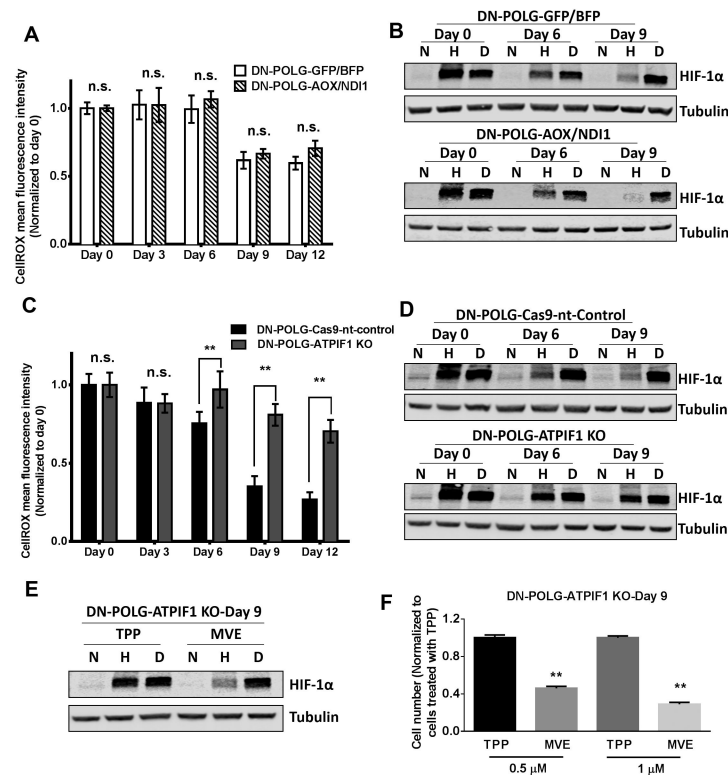 A
n.s.
n.s.
n.s.
n.s.
n.s.
DN-POLG-GFP/BFP
DN-POLG-AOX/NDI1
CellROX mean fluorescence intensity
(Normalized to day 0)
1.0
0.5
0.0
Day 0 Day 3 Day 6 Day 9 Day 12
B
DN-POLG-GFP/BFP
Day 0 Day 6 Day 9
N H D N H D N H D
HIF-1α
Tubulin
DN-POLG-AOX/NDI1
Day 0 Day 6 Day 9
N H D N H D N H D
HIF-1α
Tubulin
C
DN-POLG-Cas9-nt-control
DN-POLG-ATPIF1 KO
n.s.
n.s.
**
**
**
CellROX mean fluorescence intensity
(Normalized to day 0)
1.0
0.5
0.0
Day 0 Day 3 Day 6 Day 9 Day 12
D
DN-POLG-Cas9-nt-Control
Day 0 Day 6 Day 9
N H D N H D N H D
HIF-1α
Tubulin
DN-POLG-ATPIF1 KO
Day 0 Day 6 Day 9
N H D N H D N H D
HIF-1α
Tubulin
E
DN-POLG-ATPIF1 KO-Day 9
TPP MVE
N H D N H D
HIF-1α
Tubulin
F
DN-POLG-ATPIF1 KO-Day 9
Cell number (Normalized to
cells treated with TPP)
1.2
0.8
0.4
0.0
**
**
TPP MVE TPP MVE
0.5 μM 1 μM